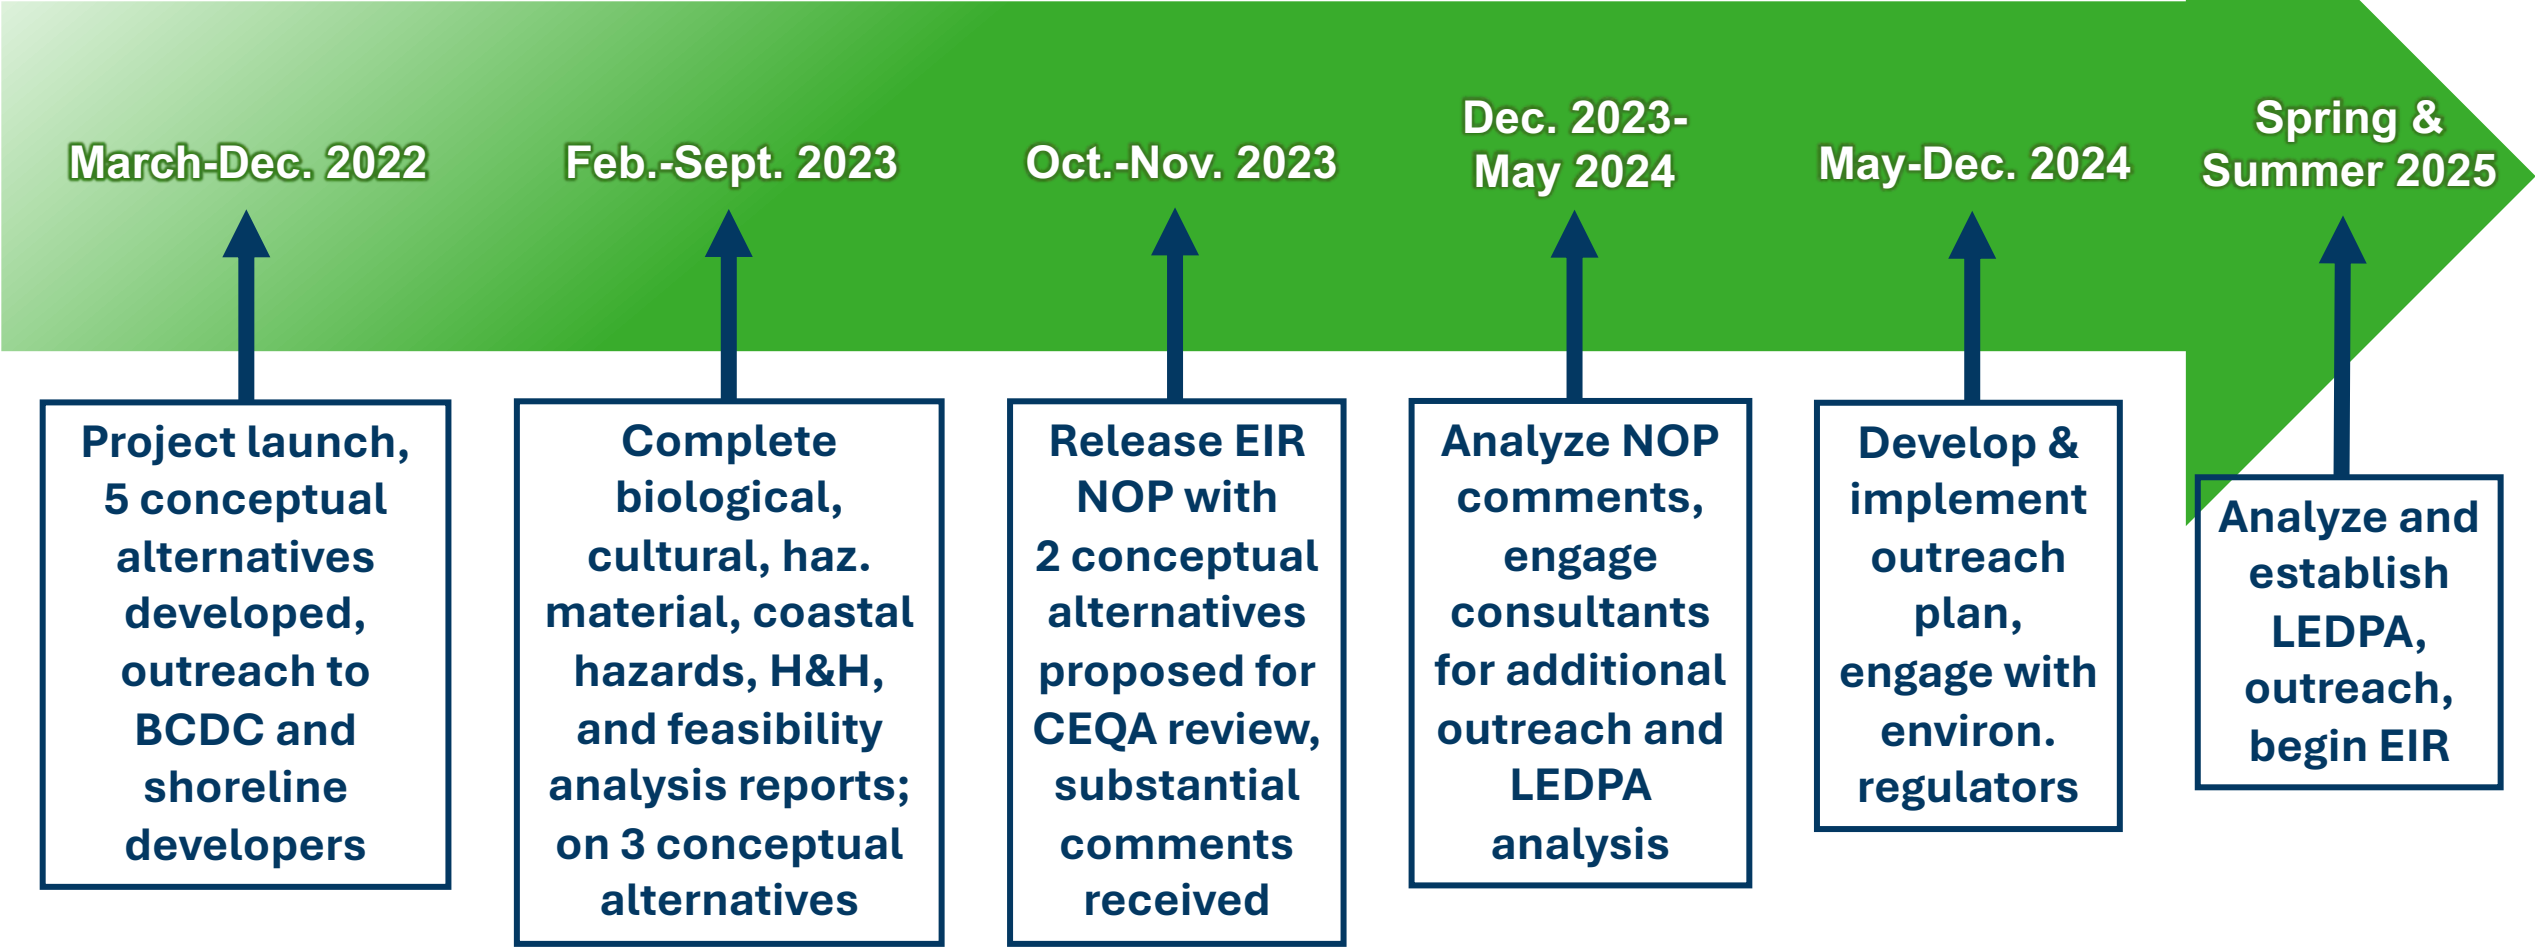 March-Dec. 2022
Feb.-Sept. 2023
Oct.-Nov. 2023
Dec. 2023-
May 2024
May-Dec. 2024
Spring &
Summer 2025
Project launch,
5 conceptual
alternatives
developed,
outreach to
BCDC and
shoreline
developers
Complete
biological,
cultural, haz.
material, coastal
hazards, H&H,
and feasibility
analysis reports;
on 3 conceptual
alternatives
Release EIR
NOP with
2 conceptual
alternatives
proposed for
CEQA review,
substantial
comments
received
Analyze NOP
comments,
engage
consultants
for additional
outreach and
LEDPA
analysis
Develop &
implement
outreach
plan,
engage with
environ.
regulators
Analyze and
establish
LEDPA,
outreach,
begin EIR